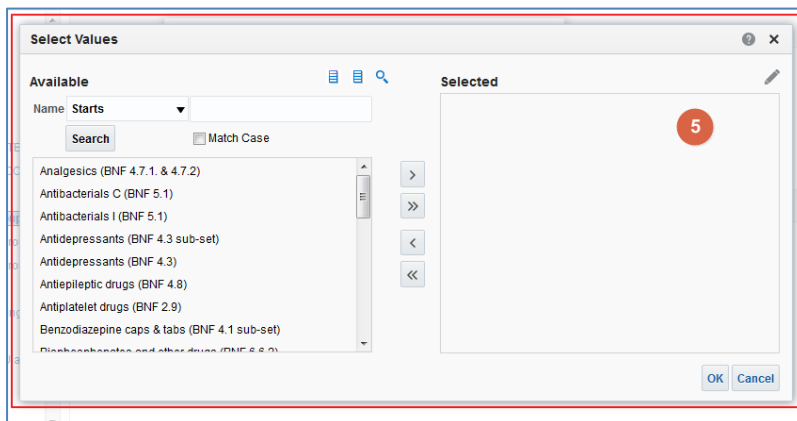 Select Values
Available
Selected
Name Starts
Search Match Case
5
Analgesics (BNF 4.7.1. & 4.7.2)
Antibacterials C (BNF 5.1)
Antibacterials I (BNF 5.1)
Antidepressants (BNF 4.3 sub-set)
Antidepressants (BNF 4.3)
Antiepileptic drugs (BNF 4.8)
Antiplatelet drugs (BNF 2.9)
Benzodiazepine caps & tabs (BNF 4.1 sub-set)
OK Cancel